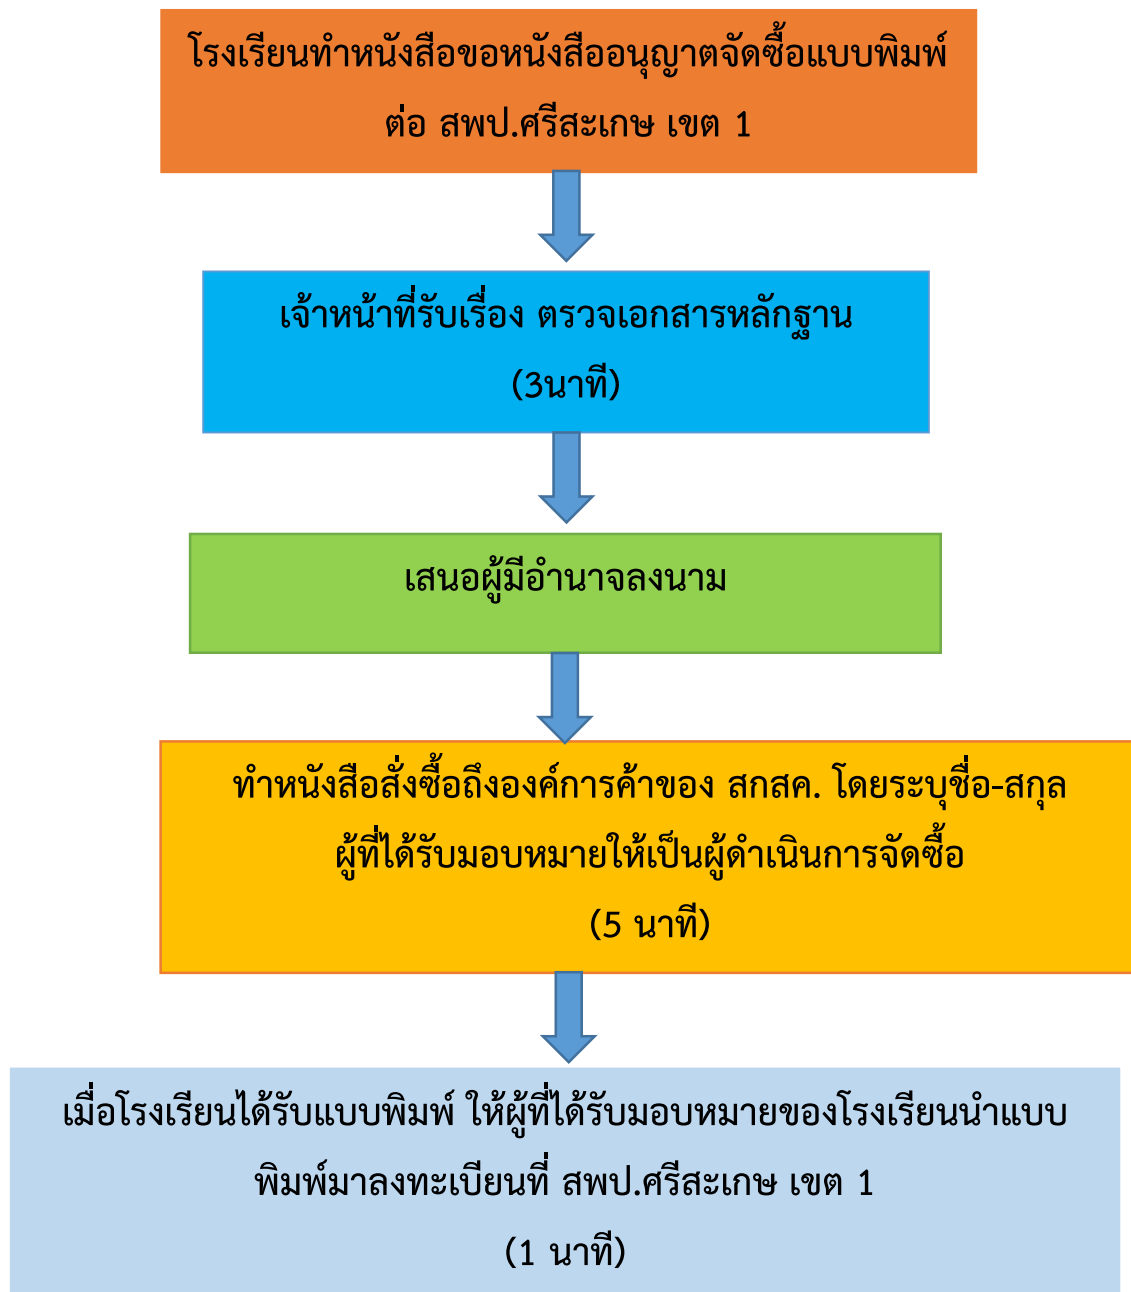 โรงเรียนทำหนังสือขอหนังสืออนุญาตจัดซื้อแบบพิมพ์
ต่อ สพป.ศรีสะเกษ เขต 1
เจ้าหน้าที่รับเรื่อง ตรวจเอกสารหลักฐาน
(3นาที)
เสนอผู้มีอำนาจลงนาม
ทำหนังสือสั่งซื้อถึงองค์การค้าของ สกสค. โดยระบุชื่อ-สกุล
ผู้ที่ได้รับมอบหมายให้เป็นผู้ดำเนินการจัดซื้อ
(5 นาที)
เมื่อโรงเรียนได้รับแบบพิมพ์ ให้ผู้ที่ได้รับมอบหมายของโรงเรียนนำแบบ
พิมพ์มาลงทะเบียนที่ สพป.ศรีสะเกษ เขต 1
(1 นาที)